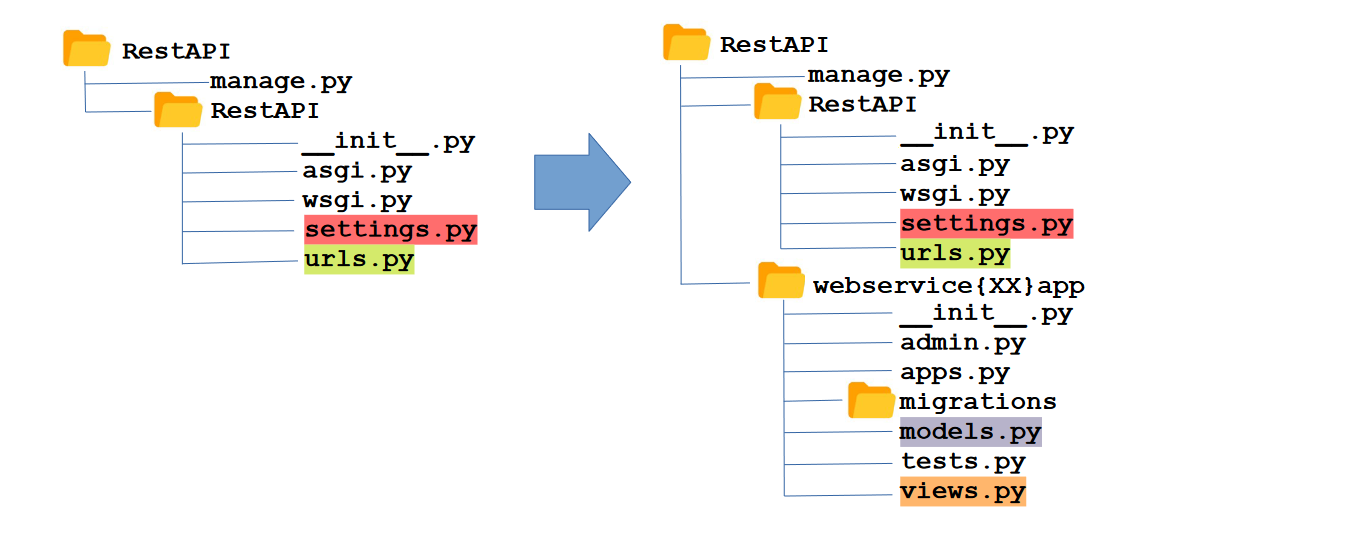 RestAPI
manage.py
RestAPI
__init__.py
asgi.py
wsgi.py
settings.py
urls.py
RestAPI
manage.py
RestAPI
__init__.py
asgi.py
wsgi.py
settings.py
urls.py
webservice{XX}app
__init__.py
admin.py
apps.py
migrations
models.py
tests.py
views.py